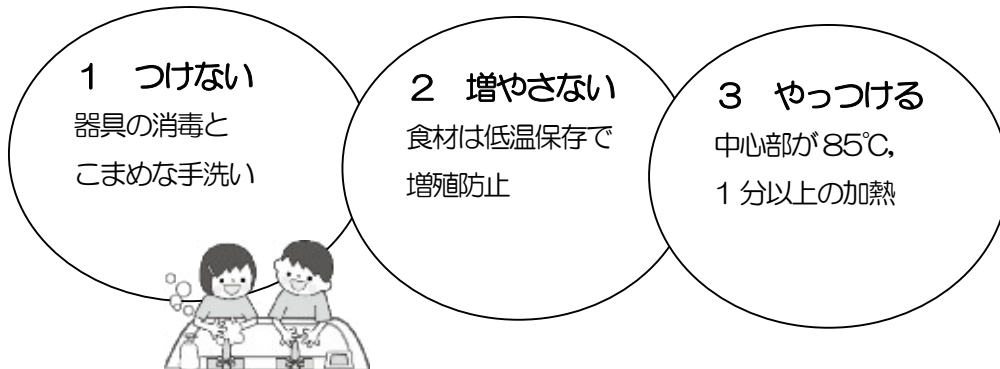 １　つけない
器具の消毒と
こまめな手洗い
２　増やさない
食材は低温保存で
増殖防止
３　やっつける
中心部が85℃,
１分以上の加熱